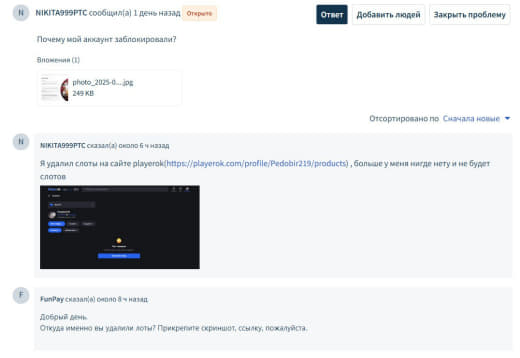 N
NIKITA999PTC сообщил(а) 1 день назад Открыто
Ответ Добавить людей Закрыть проблему
Почему мой аккаунт заблокировали?
Вложения (1)
photo_2025-0....jpg
249 KB
Отсортировано по Сначала новые
N
NIKITA999PTC сказал(а) около 6 ч назад
Я удалил слоты на сайте playerok(https://playerok.com/profile/Pedobir219/products) , больше у меня нигде нету и не будет
слотов
F
FunPay сказал(а) около 8 ч назад
Добрый день.
Откуда именно вы удалили лоты? Прикрепите скриншот, ссылку, пожалуйста.